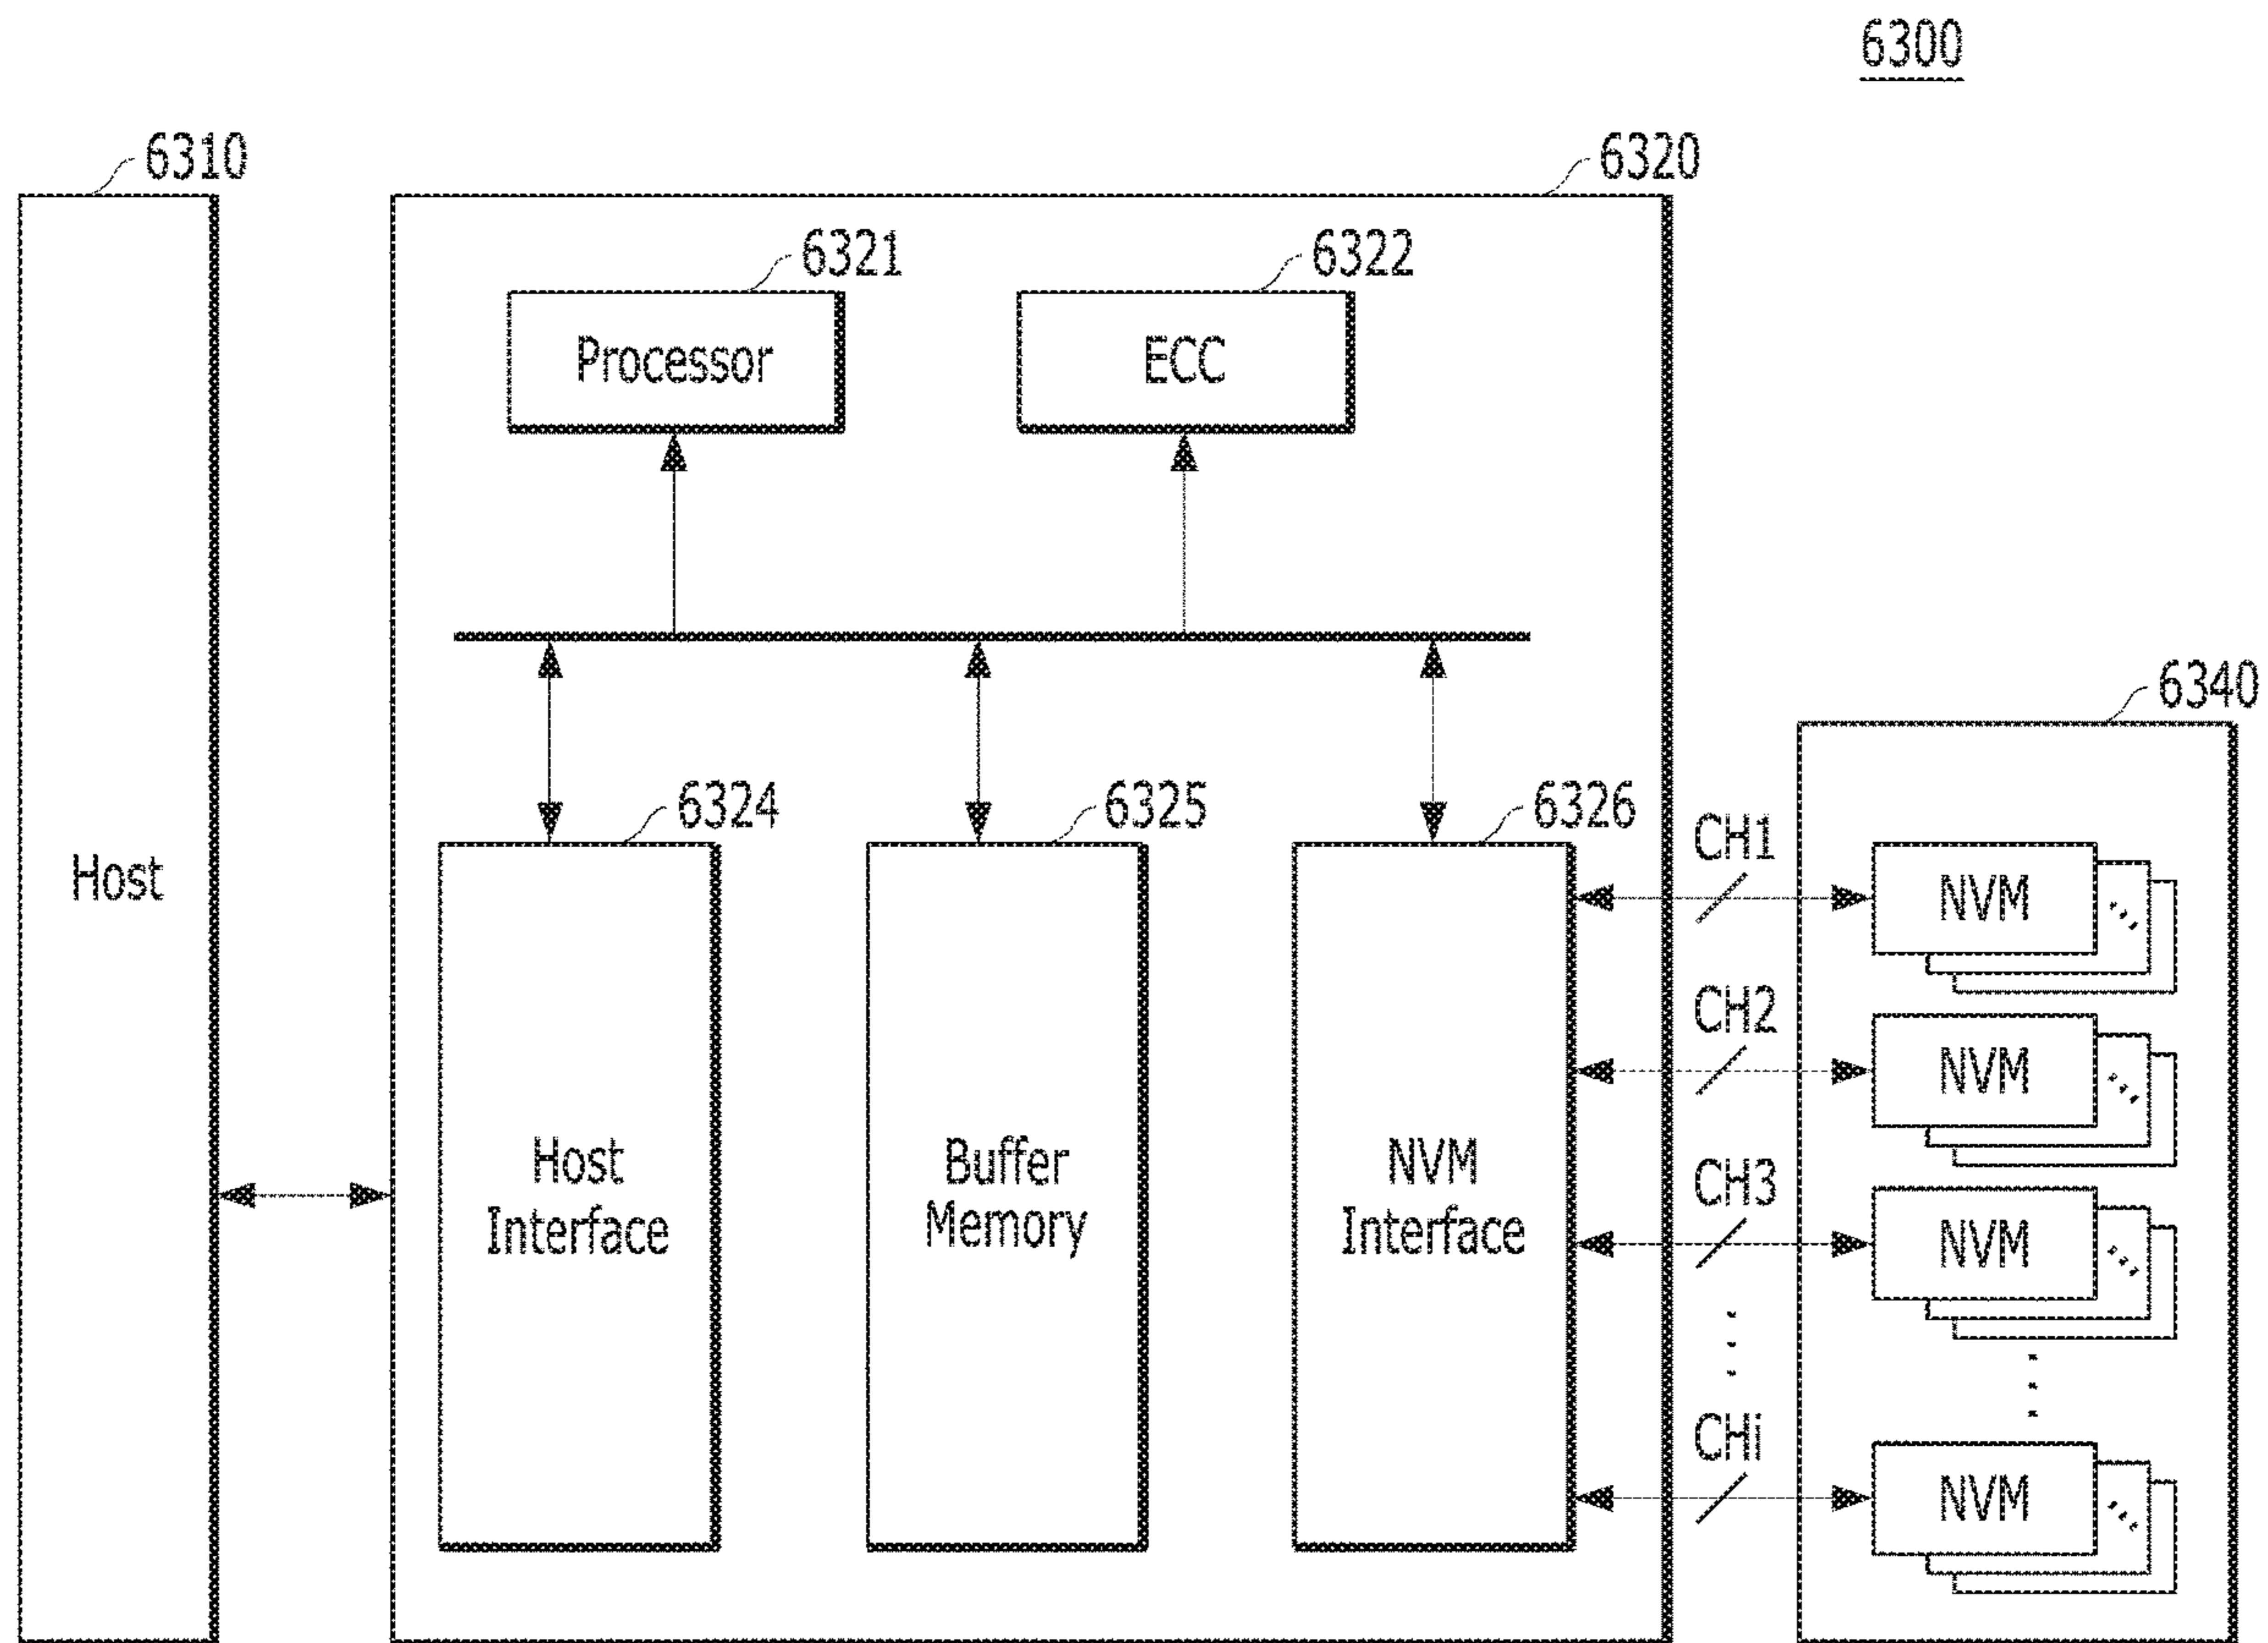 6300
6310
6320
6321
6322
Processor
ECC
6340
6324
6325
6326
CH1
Host
NVM
CH2
NVM
Host
Interface
Buffer
Memory
NVM
Interface
CH3
NVM
CHi
NVM